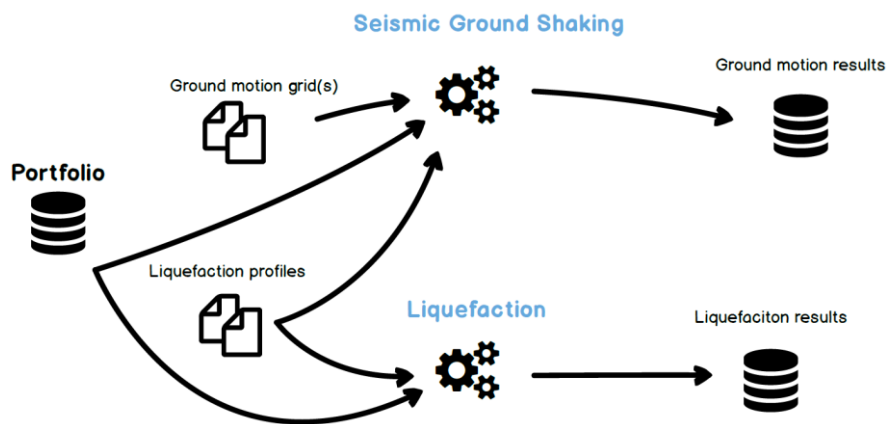 Seismic Ground Shaking
Ground motion results
Ground motion grid(s)
Portfolio
Liquefaction profiles
Liquefaction
Liquefaciton results